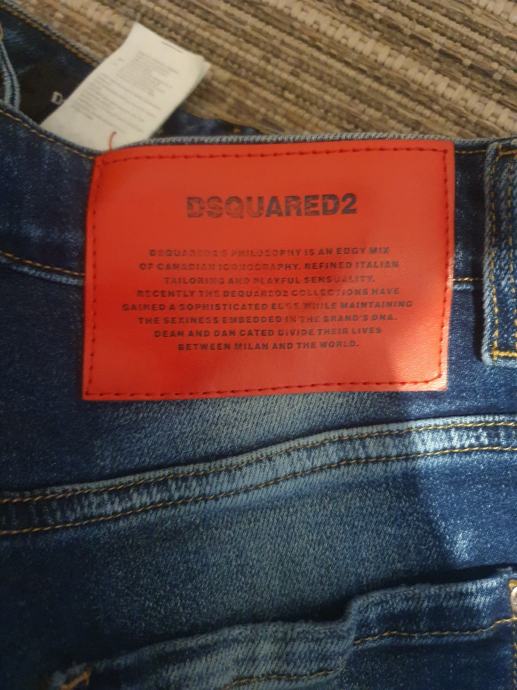 DSQUARED2
DSQUARED2'S PHILOSOPHY IS AN EDGY MIX
OF CANADIAN ICONOGRAPHY, REFINED ITALIAN
TAILORING AND PLAYFUL SENSUALITY.
RECENTLY THE DSQUARED2 COLLECTIONS HAVE
GAINED A SOPHISTICATED EDGE WHILE MAINTAINING
THE SEXINESS EMBEDDED IN THE BRAND'S DNA.
DEAN AND DAN CATED DIVIDE THEIR LIVES
BETWEEN MILAN AND THE WORLD.